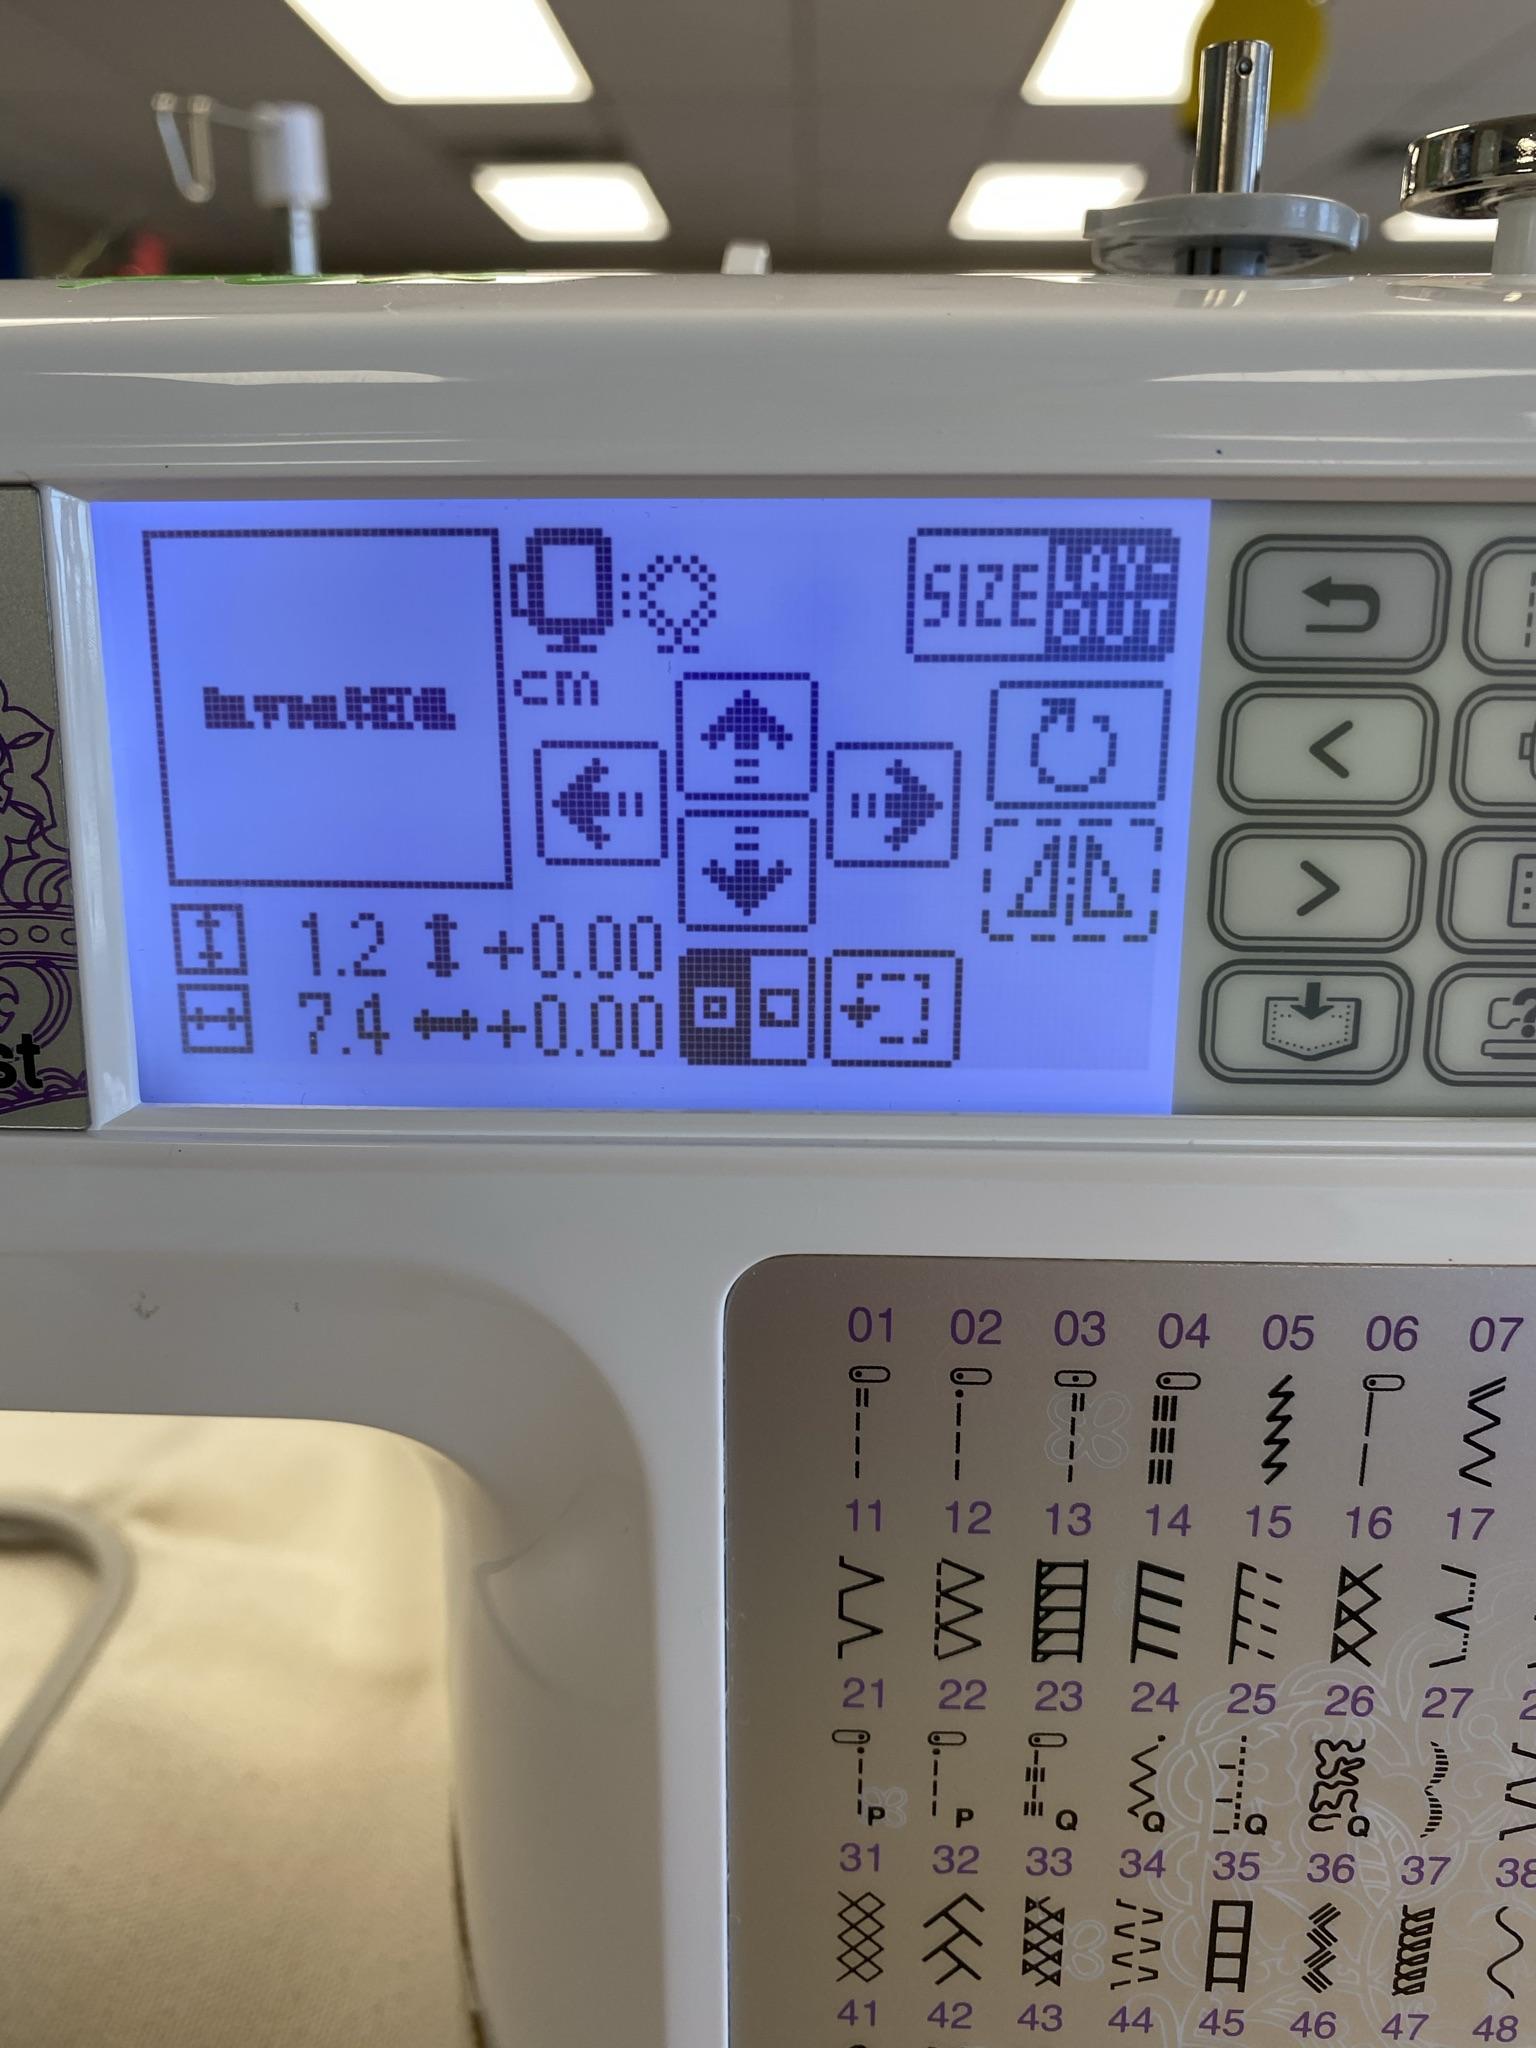 SIZE LAY-OUT
cm
1.2 +0.00
7.4 +0.00
st
01 02 03 04 05 06 07
11 12 13 14 15 16 17
21 22 23 24 25 26 27
P P Q Q Q Q
31 32 33 34 35 36 37 38
41 42 43 44 45 46 47 48